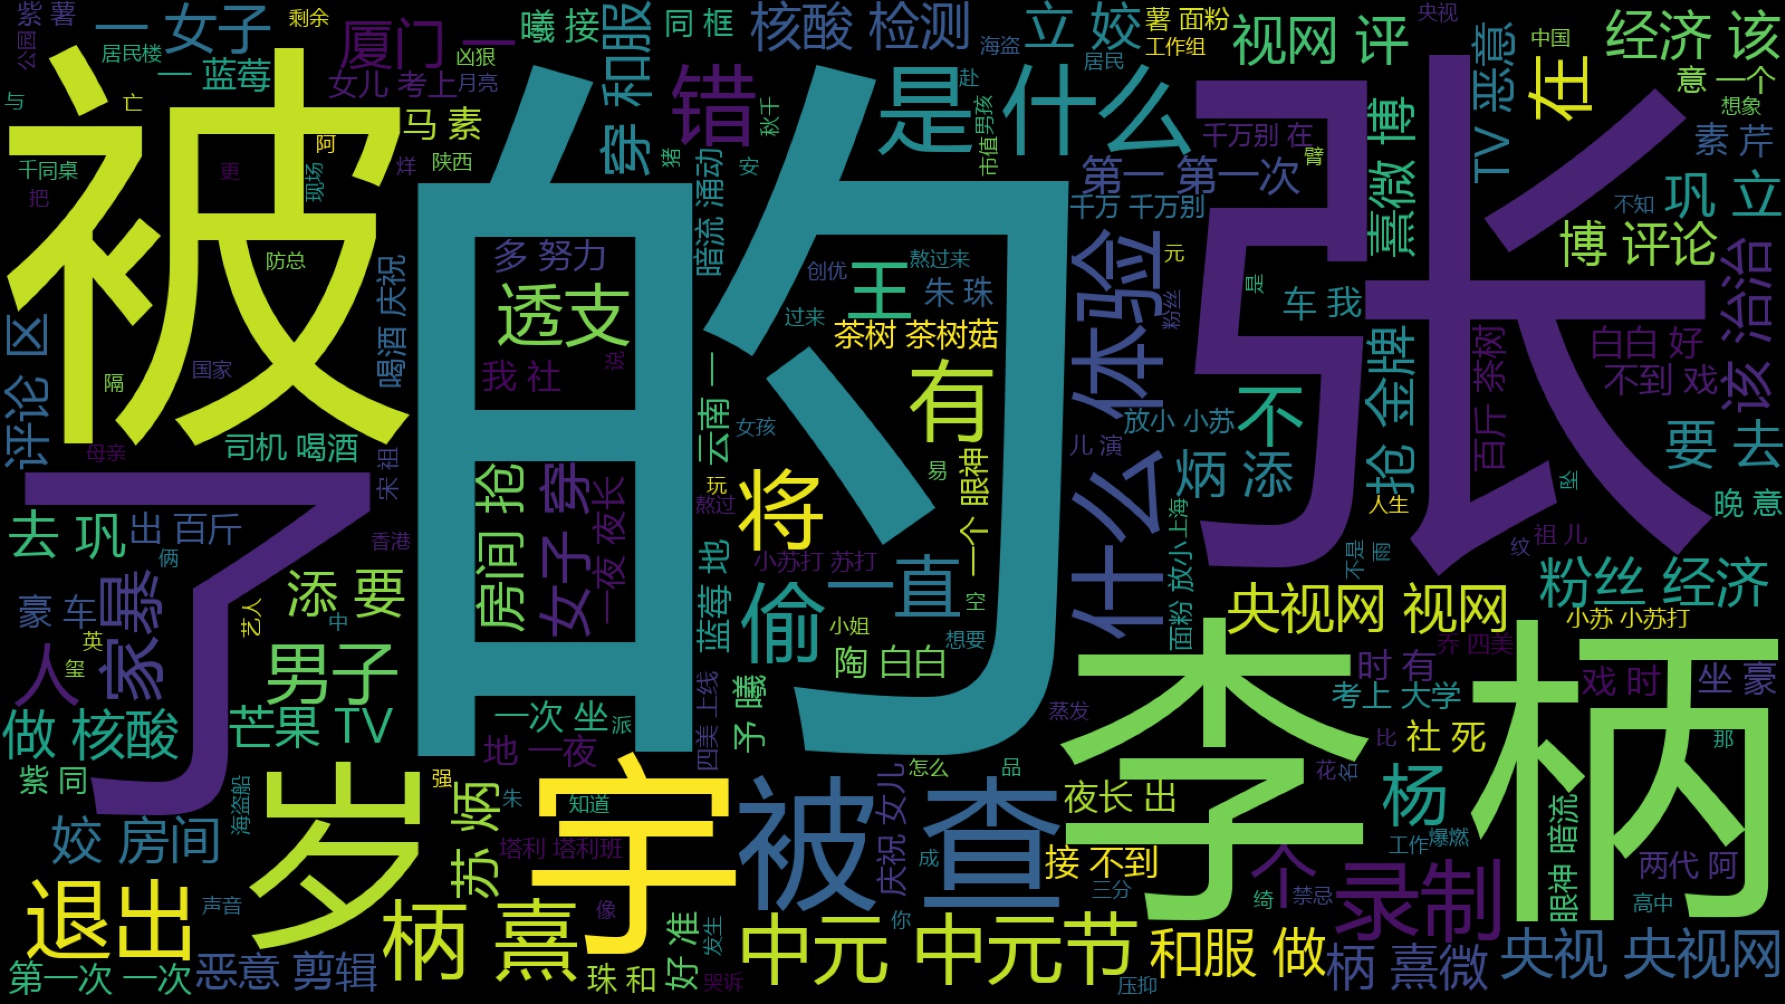 紫薯
公园
居民楼
一 女子
剩余
厦门 一
凶狠
曦 接
和服
穿
同 框
核酸 检测
海盗
立 姣
居民
薯 面粉
工作组
视网 评
央视
TV 恶意
中国
经济 该
一 蓝莓
女儿 考上
月亮
意 一个
想象
与
亡
被
马 素
错
秋千
是什么
赴
市值
男孩
在
阿
陕西
千万别 在
臂
熹微 博
素 芹
千同桌
更
现场
烊
猪
安
第一 第一次
把
暗流 涌动
千万 千万别
不知
巩 立
的
张
防总
喝酒 庆祝
多 努力
创优
王
熬过来
朱 珠
元
是
博 评论
该 治治
评论 区
透支
过来
茶树 茶树菇
什么 体验
粉丝
车 我
隔
国家
我 社
说
有
抢 金牌
百斤 茶树
白白 好
不到 戏
云南 一
女孩
放小 小苏
不
母亲
司机 喝酒
宋 祖
儿 演
要 去
了
房间 抢
女子 穿
一夜 夜长
玩
熬过
将
易
一个 眼神
炳 添
坠
人生
晚 意
去 巩
出 百斤
香港
小苏打 苏打
面粉 放小
上海
不是
雨
纹
祖 儿
俩
蓝莓 地
偷
一直
空
央视网 视网
粉丝 经济
豪 车
家暴
添 要
中
艺人
小姐
想要
小苏 小苏打
英
陶 白白
李柄
乔 四美
人
玺
男子
四美 上线
予 曦
时 有
戏 时
坐 豪
做 核酸
芒果 TV
一次 坐
派
蒸发
考上 大学
地 一夜
比
社 死
那
紫 同
海盗船
岁
强
苏 炳
朱
知道
宇
怎么
品
花
名
夜长 出
杨
姣 房间
塔利 塔利班
被查
庆祝 女儿
成
接 不到
工作
爆燃
眼神 暗流
三分
个
两代 阿
退出
声音
像
绮
禁忌
录制
高中
柄 熹
好 准
发生
中元 中元节
你
和服 做
第一次 一次
恶意 剪辑
珠 和
哭诉
压抑
柄 熹微
央视 央视网